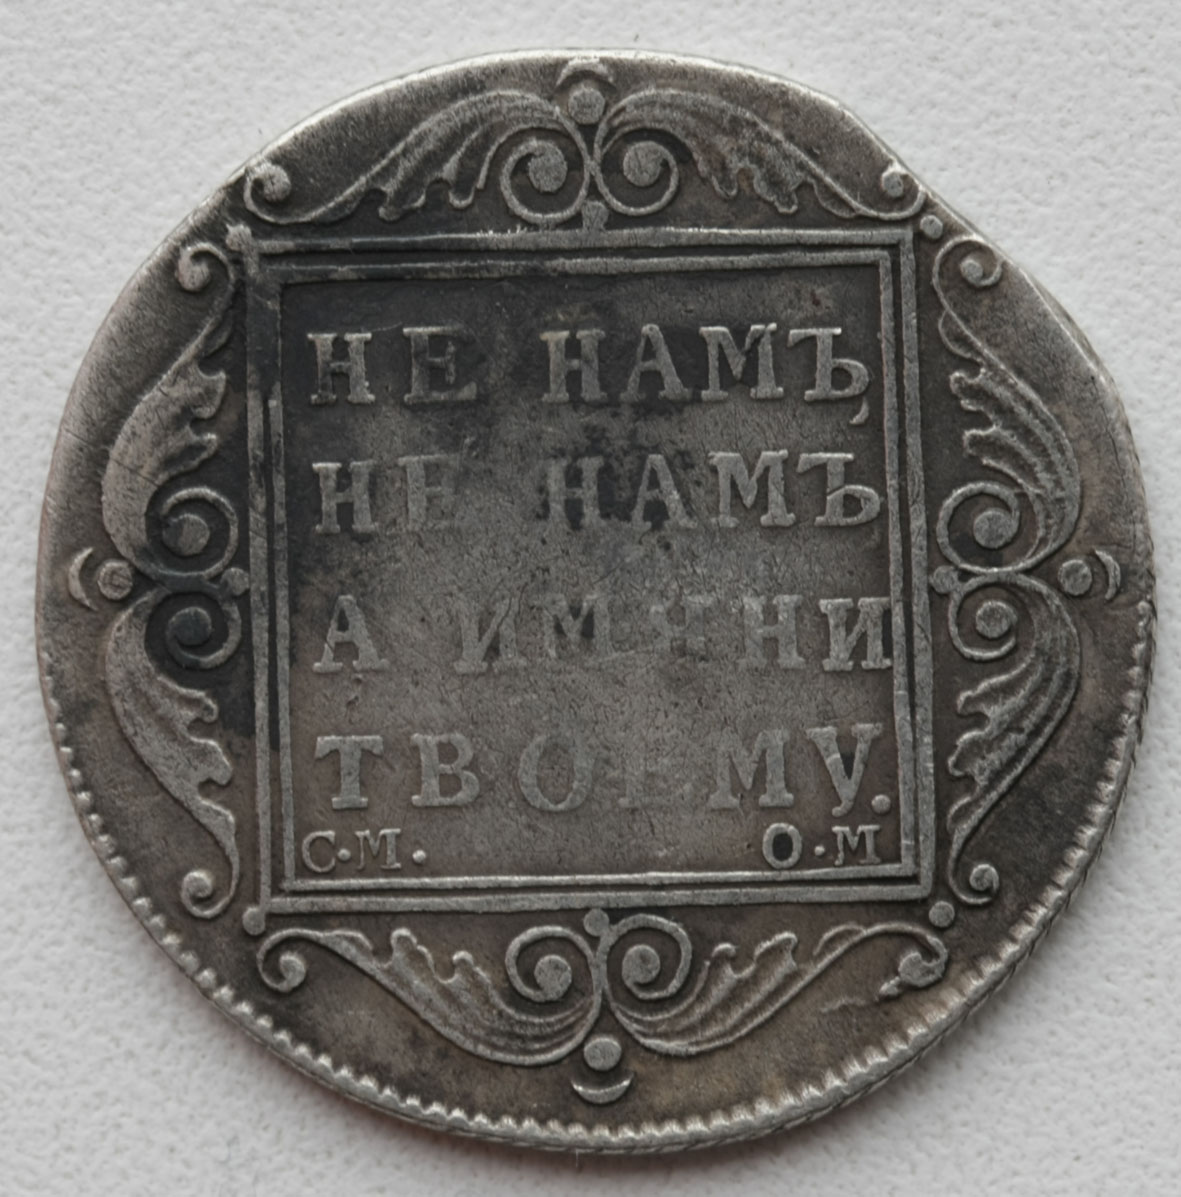 НЕ НАМЪ,
НЕ НАМЪ
А ИМЯНИ
ТВОЕМУ.
С·М. О·М